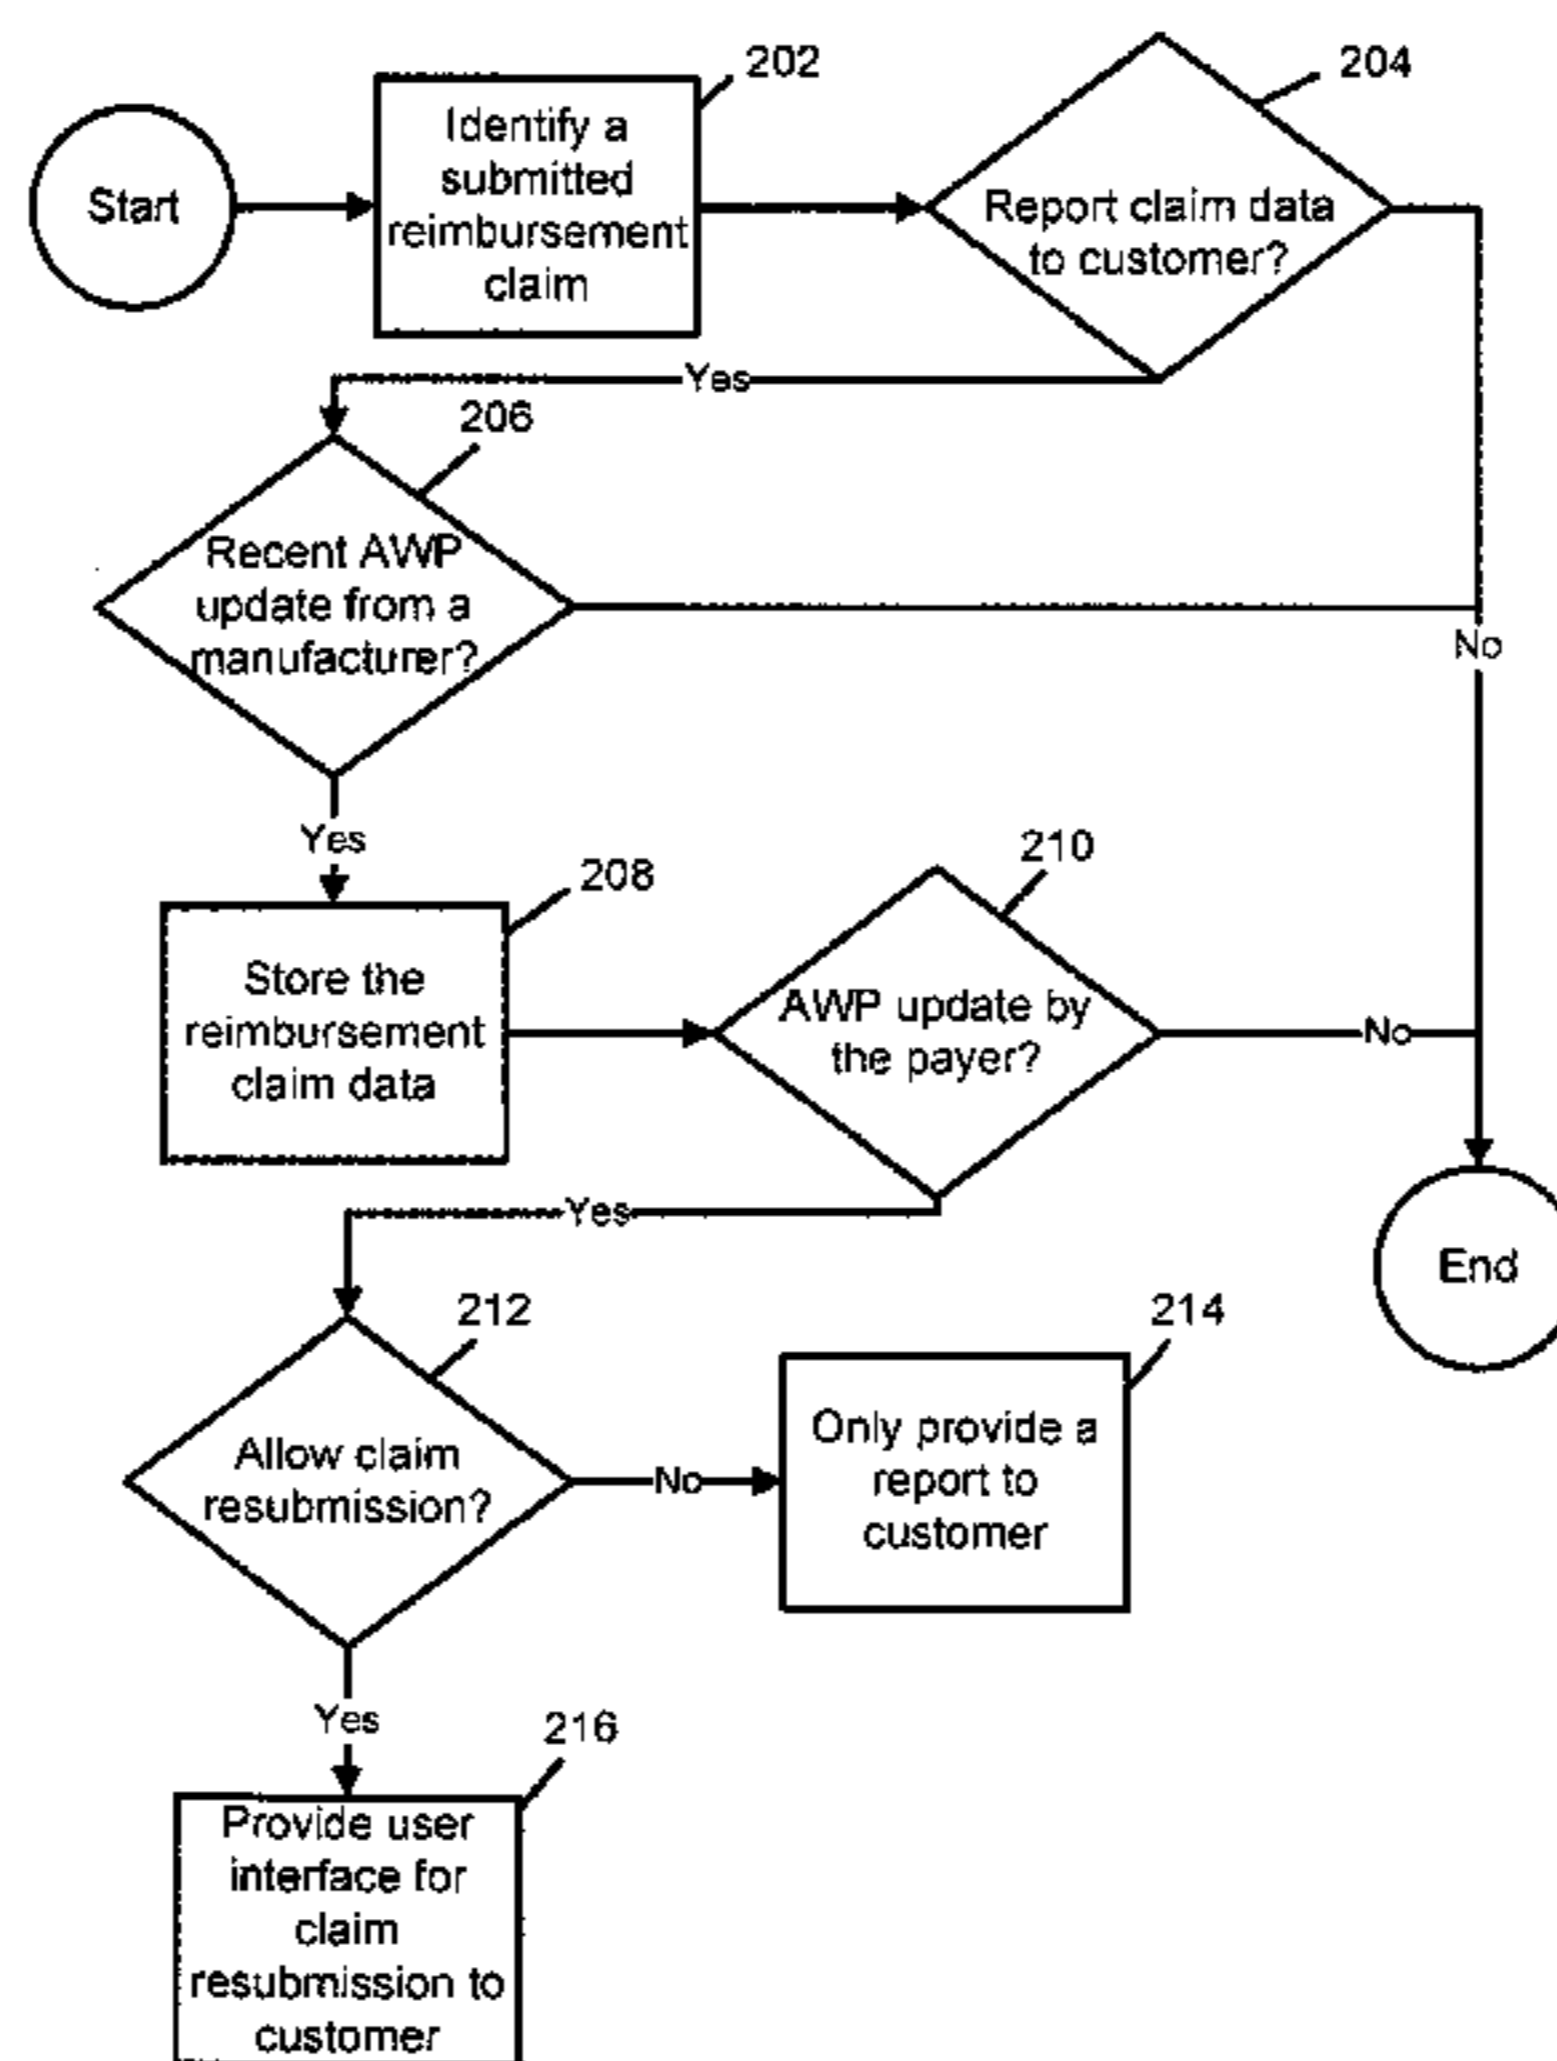 202
204
Start
Identify a
submitted
reimbursement
claim
Report claim data
to customer?
Yes
206
Recent AWP
update from a
manufacturer?
No
Yes
208
210
Store the
reimbursement
claim data
AWP update by
the payer?
No
Yes
End
212
214
Allow claim
resubmission?
No
Only provide a
report to
customer
Yes
216
Provide user
interface for
claim
resubmission to
customer